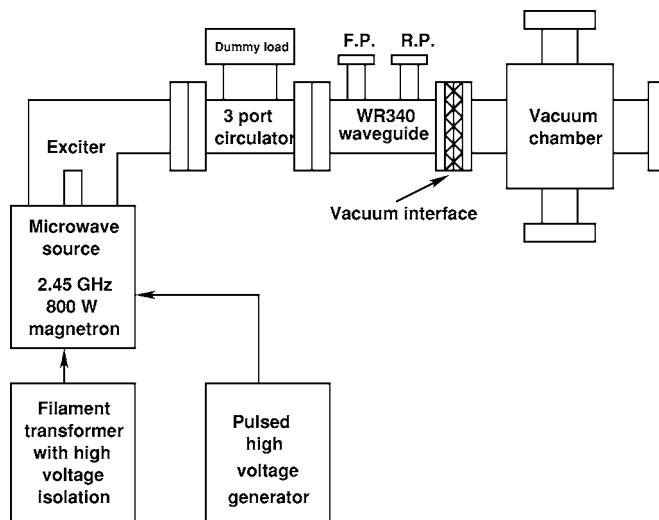 Dummy load
F.P.
R.P.
3 port
circulator
WR340
waveguide
Vacuum
chamber
Exciter
Vacuum interface
Microwave
source
2.45 GHz
800 W
magnetron
Filament
transformer
with high
voltage
isolation
Pulsed
high
voltage
generator